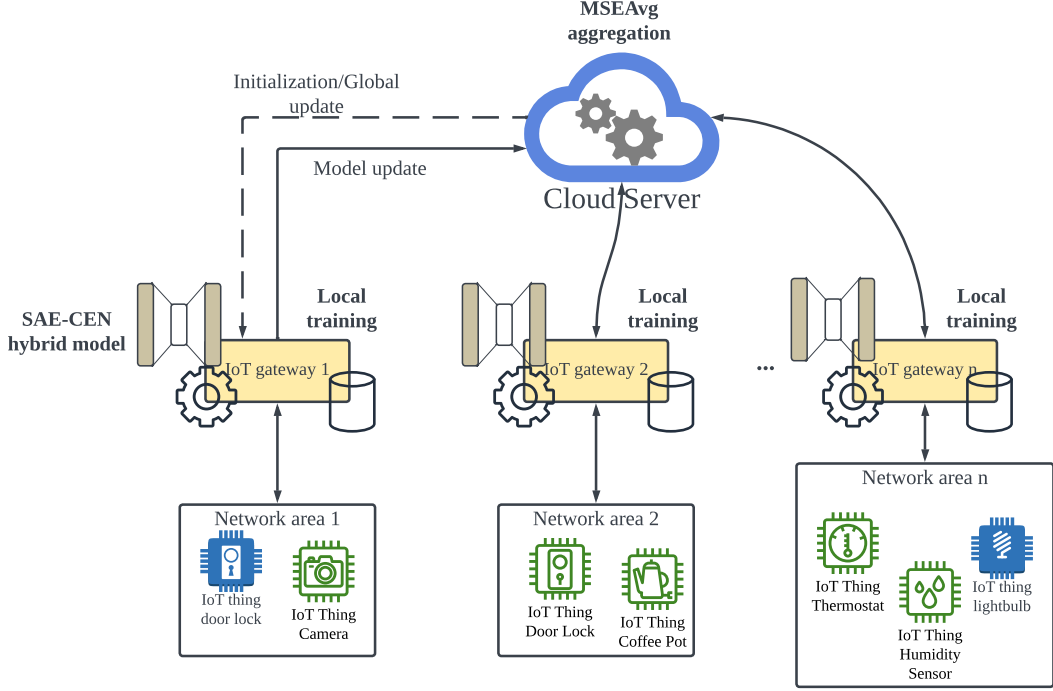 MSEAvg
aggregation
Initialization/Global
update
Model update
Cloud Server
SAE-CEN
hybrid model
Local
training
Local
training
Local
training
IoT gateway 1
IoT gateway 2
...
IoT gateway n
Network area 1
IoT thing
door lock
IoT Thing
Camera
Network area 2
IoT Thing
Door Lock
IoT Thing
Coffee Pot
Network area n
IoT Thing
Thermostat
IoT Thing
Humidity
Sensor
IoT thing
lightbulb